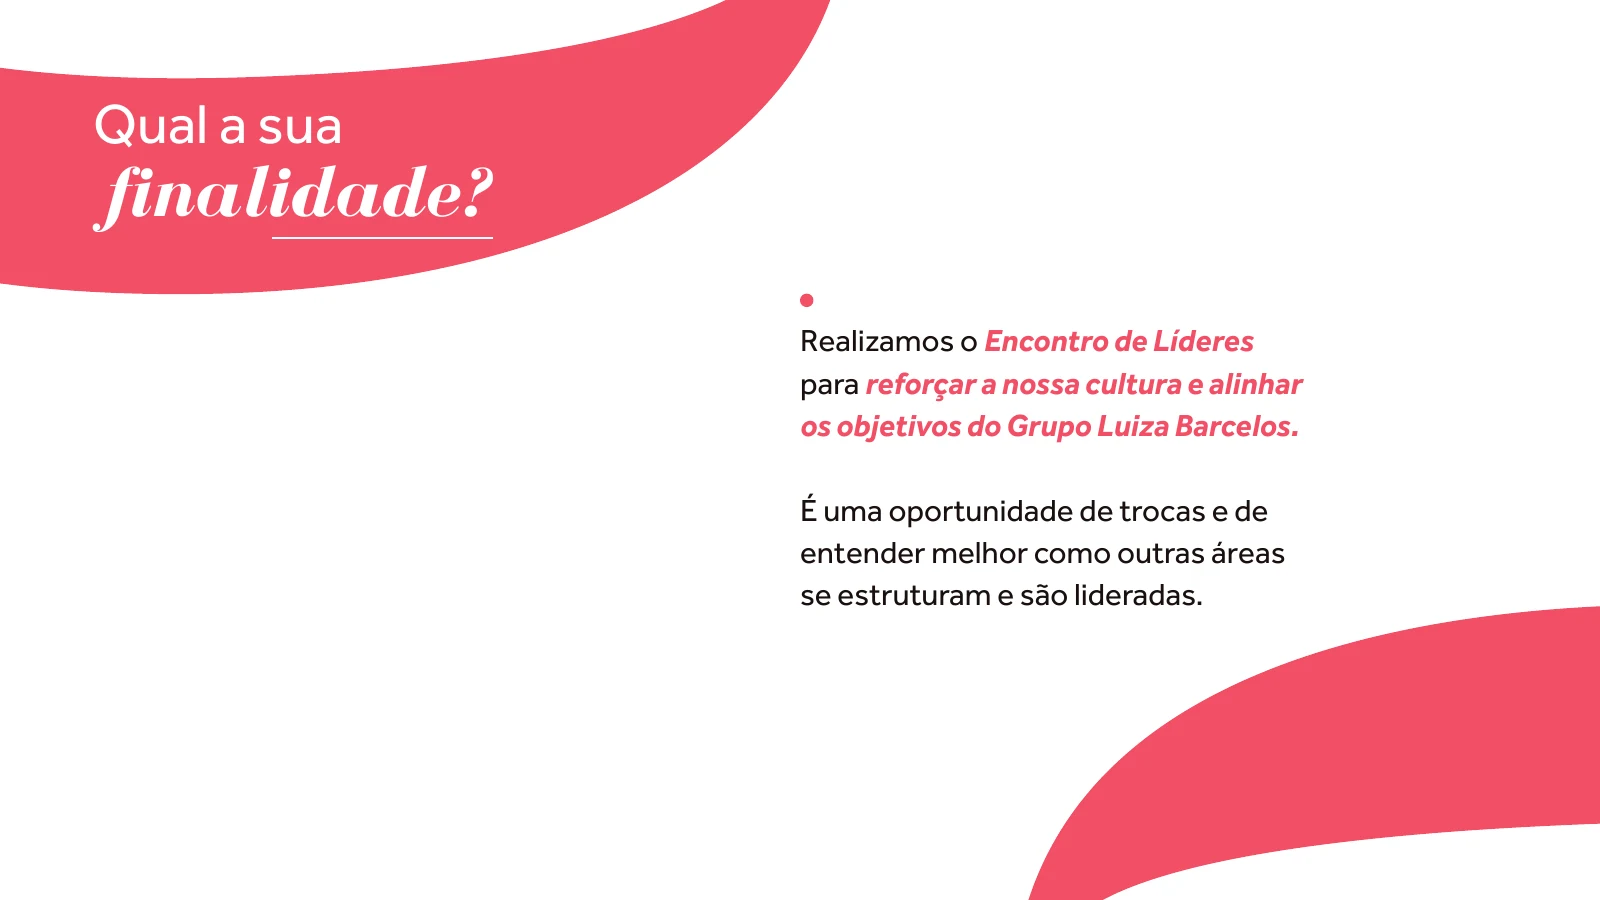 Qual a sua
finalidade?
Realizamos o Encontro de Líderes
para reforçar a nossa cultura e alinhar
os objetivos do Grupo Luiza Barcelos.
É uma oportunidade de trocas e de
entender melhor como outras áreas
se estruturam e são lideradas.